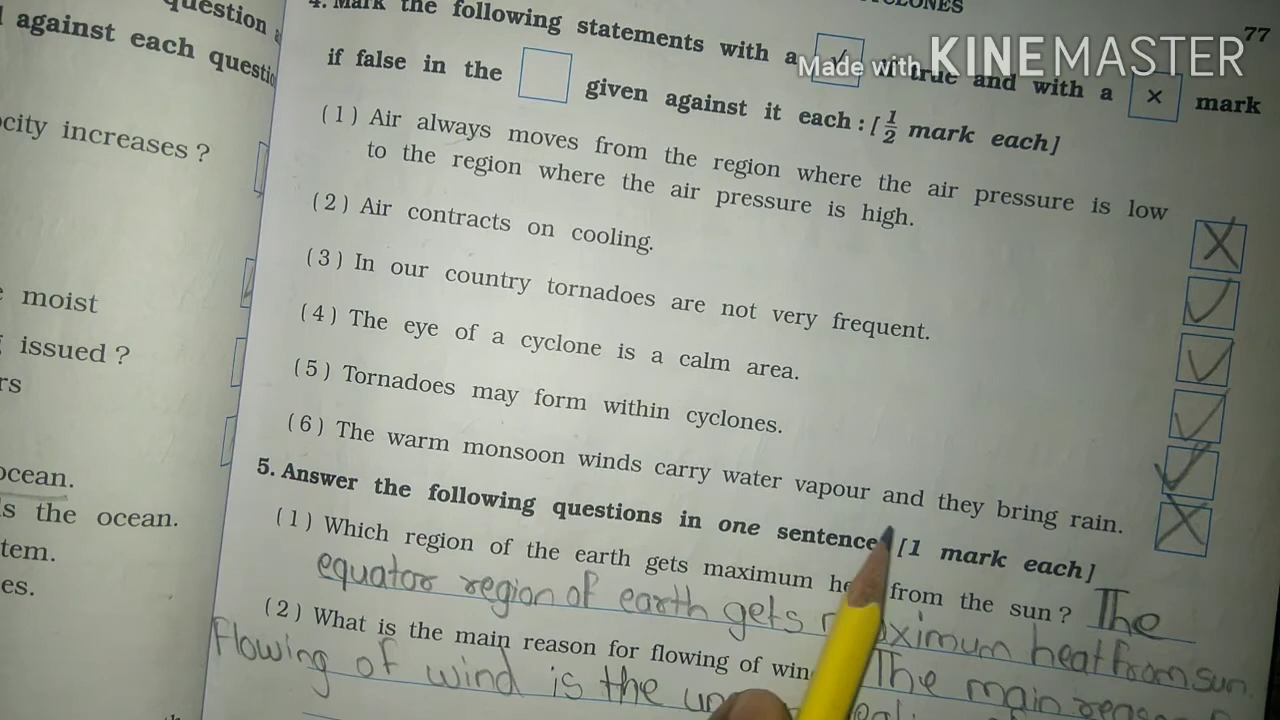 CLONES
77
question
against each question
ocity increases ?
moist
issued ?
rs
ocean.
s the ocean.
tem.
es.
4. Mark the following statements with a √ if true and with a × mark
Made with KINEMASTER
if false in the given against it each : [1/2 mark each]
(1) Air always moves from the region where the air pressure is low
to the region where the air pressure is high. X
(2) Air contracts on cooling. ✓
(3) In our country tornadoes are not very frequent. ✓
(4) The eye of a cyclone is a calm area. ✓
(5) Tornadoes may form within cyclones. ✓
(6) The warm monsoon winds carry water vapour and they bring rain. X
5. Answer the following questions in one sentence [1 mark each]
(1) Which region of the earth gets maximum from the sun ? The
equator region of earth gets maximum heat from sun
(2) What is the main reason for flowing of The main reason
Flowing of wind is the